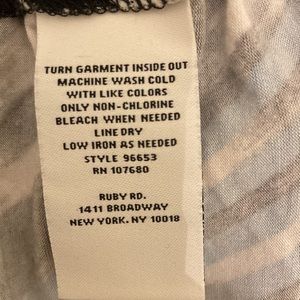 TURN GARMENT INSIDE OUT
MACHINE WASH COLD
WITH LIKE COLORS
ONLY NON-CHLORINE
BLEACH WHEN NEEDED
LINE DRY
LOW IRON AS NEEDED
STYLE 96653
RN 107680
RUBY RD.
1411 BROADWAY
NEW YORK. NY 10018